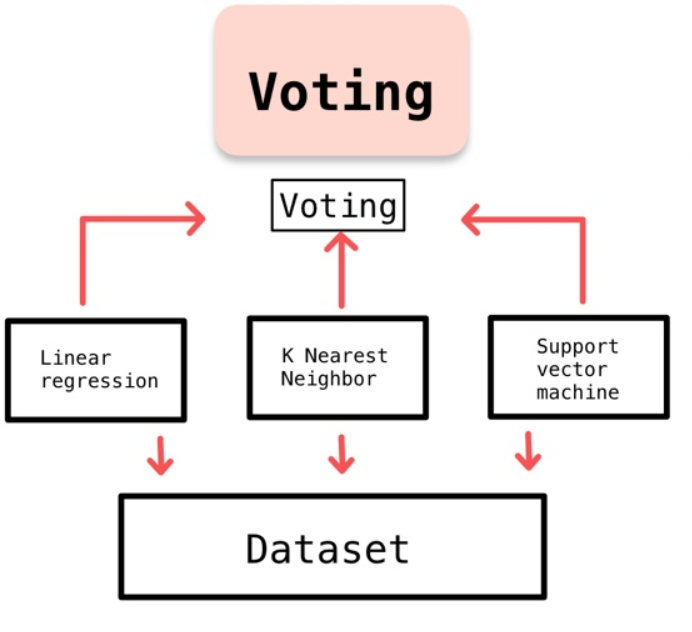 Voting
Voting
Linear
regression
K Nearest
Neighbor
Support
vector
machine
Dataset